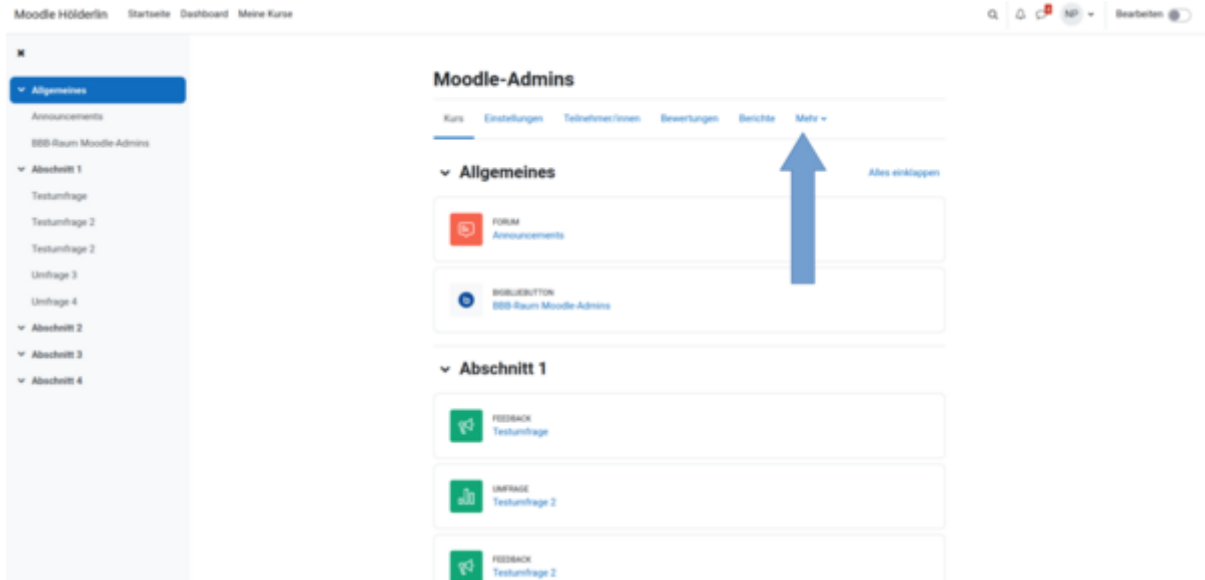 Moodle Hölderlin Startseite Dashboard Meine Kurse NP Bearbeiten
Allgemeines
Announcements
BBB-Raum Moodle-Admins
Abschnitt 1
Testumfrage
Testumfrage 2
Testumfrage 2
Umfrage 3
Umfrage 4
Abschnitt 2
Abschnitt 3
Abschnitt 4
Moodle-Admins
Kurs Einstellungen Teilnehmer/innen Bewertungen Berichte Mehr
Allgemeines Alles einklappen
FORUM
Announcements
BIGBLUEBUTTON
BBB-Raum Moodle-Admins
Abschnitt 1
FEEDBACK
Testumfrage
UMFRAGE
Testumfrage 2
FEEDBACK
Testumfrage 2